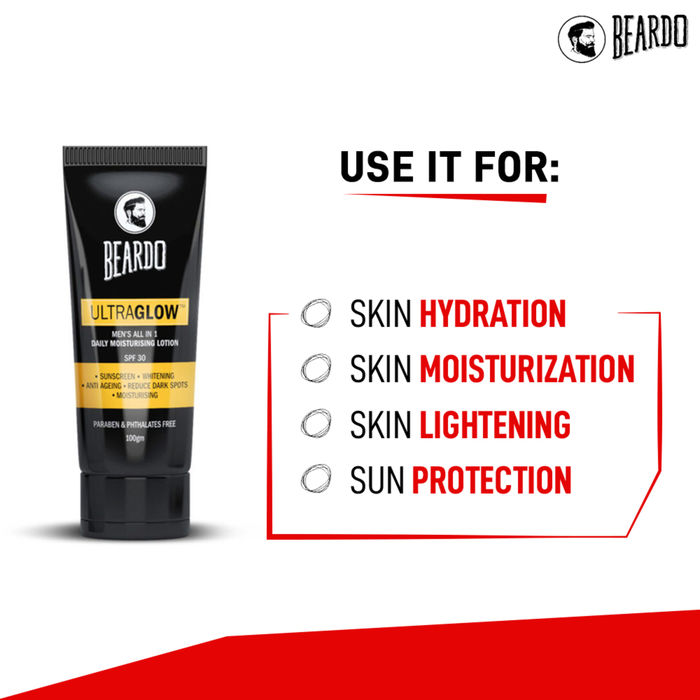 BEARDO
USE IT FOR:
SKIN HYDRATION
SKIN MOISTURIZATION
SKIN LIGHTENING
SUN PROTECTION
BEARDO
ULTRAGLOW™
MEN'S ALL IN 1
DAILY MOISTURISING LOTION
SPF 30
• SUNSCREEN • WHITENING
• ANTI AGEING • REDUCE DARK SPOTS
• MOISTURISING
PARABEN & PHTHALATES FREE
100gm